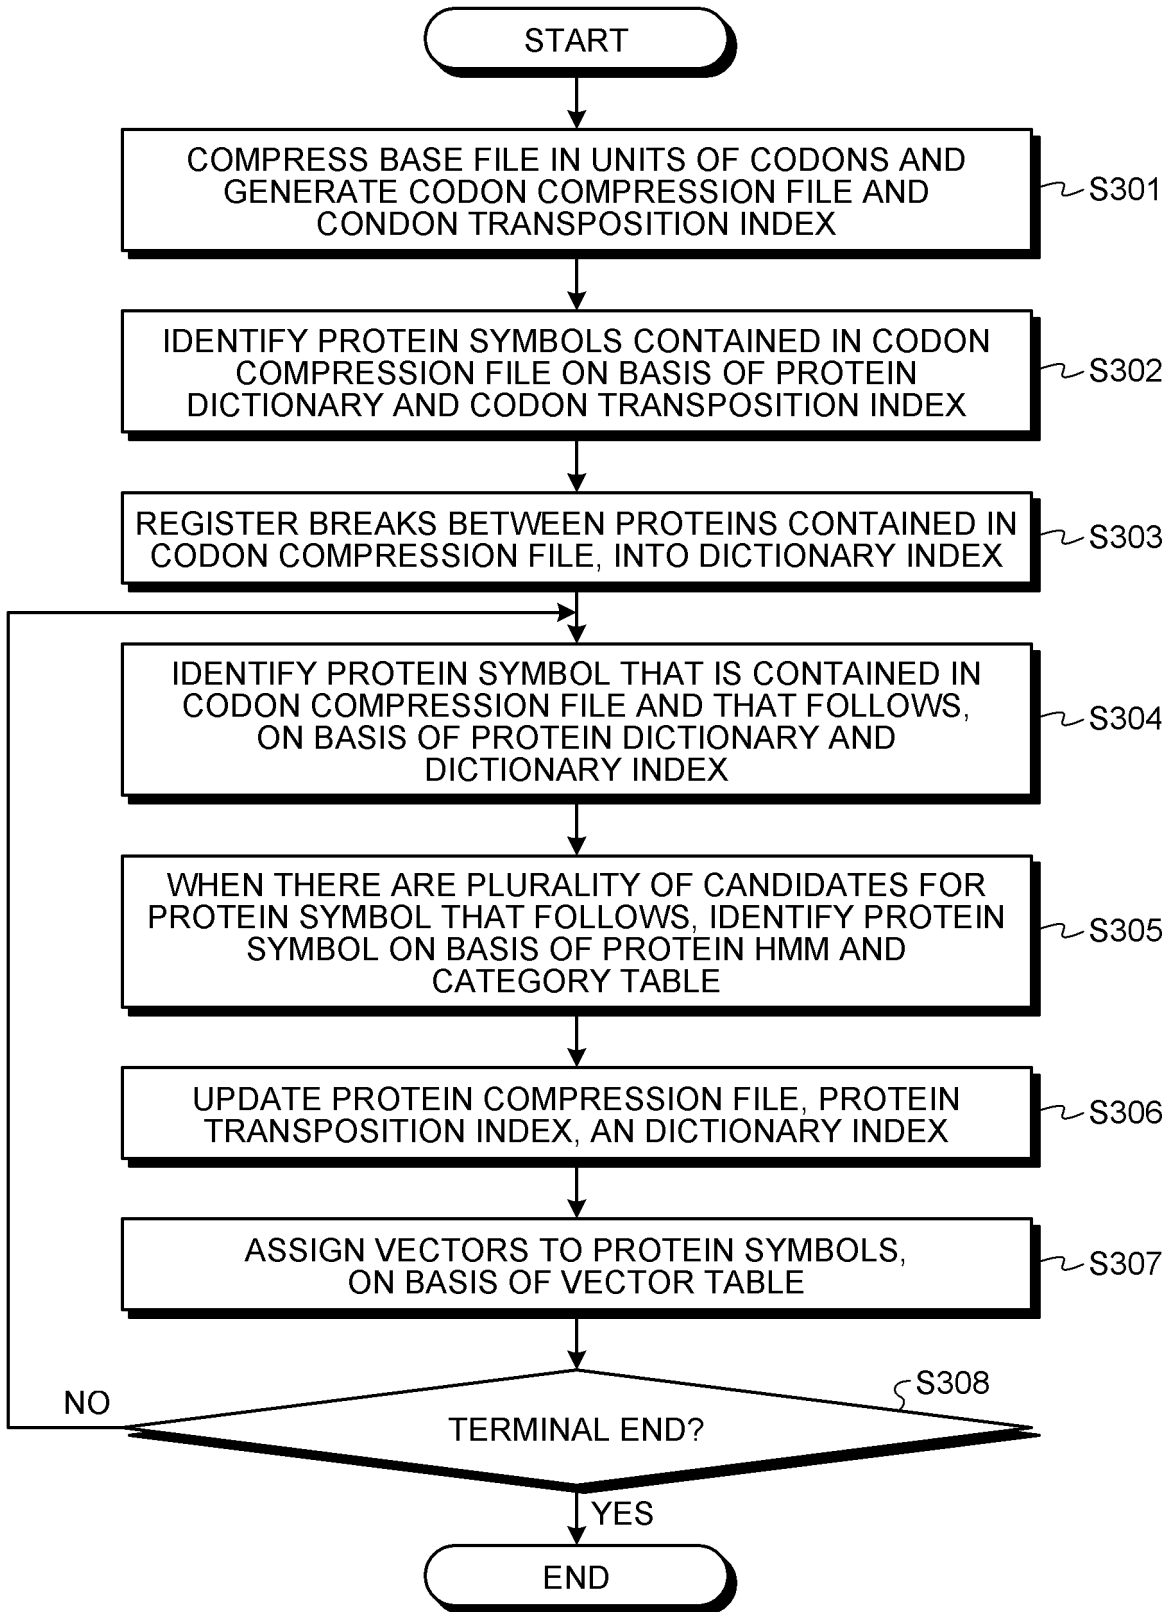 START
COMPRESS BASE FILE IN UNITS OF CODONS AND
GENERATE CODON COMPRESSION FILE AND
CONDON TRANSPOSITION INDEX
S301
IDENTIFY PROTEIN SYMBOLS CONTAINED IN CODON
COMPRESSION FILE ON BASIS OF PROTEIN
DICTIONARY AND CODON TRANSPOSITION INDEX
S302
REGISTER BREAKS BETWEEN PROTEINS CONTAINED IN
CODON COMPRESSION FILE, INTO DICTIONARY INDEX
S303
IDENTIFY PROTEIN SYMBOL THAT IS CONTAINED IN
CODON COMPRESSION FILE AND THAT FOLLOWS,
ON BASIS OF PROTEIN DICTIONARY AND
DICTIONARY INDEX
S304
WHEN THERE ARE PLURALITY OF CANDIDATES FOR
PROTEIN SYMBOL THAT FOLLOWS, IDENTIFY PROTEIN
SYMBOL ON BASIS OF PROTEIN HMM AND
CATEGORY TABLE
S305
UPDATE PROTEIN COMPRESSION FILE, PROTEIN
TRANSPOSITION INDEX, AN DICTIONARY INDEX
S306
ASSIGN VECTORS TO PROTEIN SYMBOLS,
ON BASIS OF VECTOR TABLE
S307
S308
NO
TERMINAL END?
YES
END